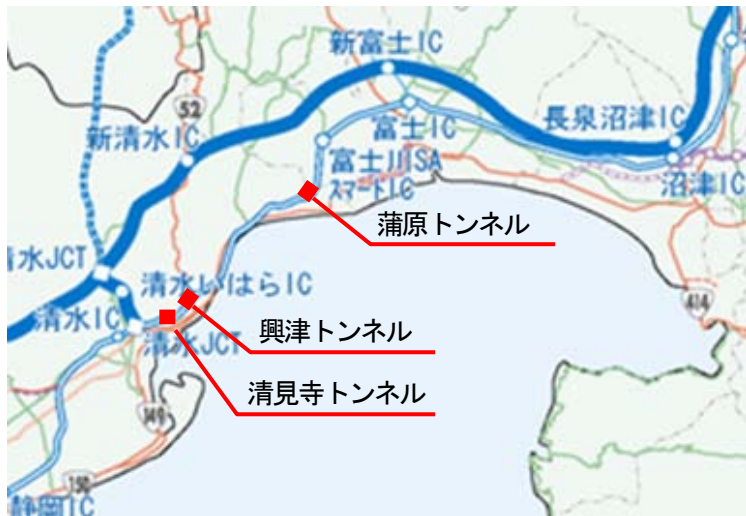 新富士IC
52
長泉沼津IC
新清水IC
富士IC
富士川SA
スマートIC
沼津IC
蒲原トンネル
清水JCT
清水いはらIC
414
清水IC
興津トンネル
清水JCT
清見寺トンネル
149
150
静岡IC